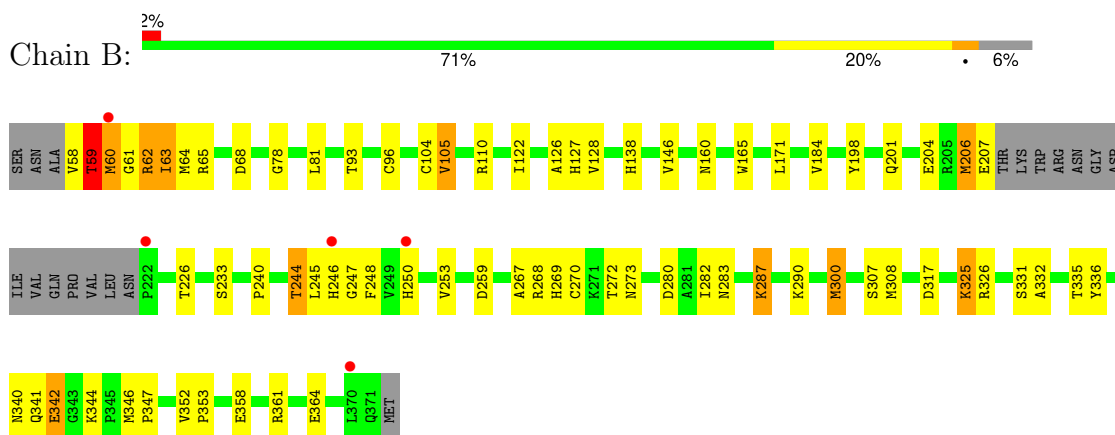 2%
Chain B:
71% 20% • 6%
SER ASN ALA V58 T59 M60 G61 R62 I63 M64 R65 D68 G78 L81 T93 C96 C104 V105 R110 I122 A126 H127 V128 H138 V146 N160 W165 L171 V184 Y198 Q201 E204 R205 M206 E207 THR LYS TRP ARG ASN GLY ASP
ILE VAL GLN PRO VAL LEU ASN P222 T226 S233 P240 T244 L245 H246 G247 F248 V249 H250 V253 D259 A267 R268 H269 C270 K271 T272 N273 D280 A281 I282 N283 K287 K290 M300 S307 M308 D317 K325 R326 S331 A332 T335 Y336
N340 Q341 E342 G343 K344 P345 M346 P347 V352 P353 E358 R361 E364 L370 Q371 MET